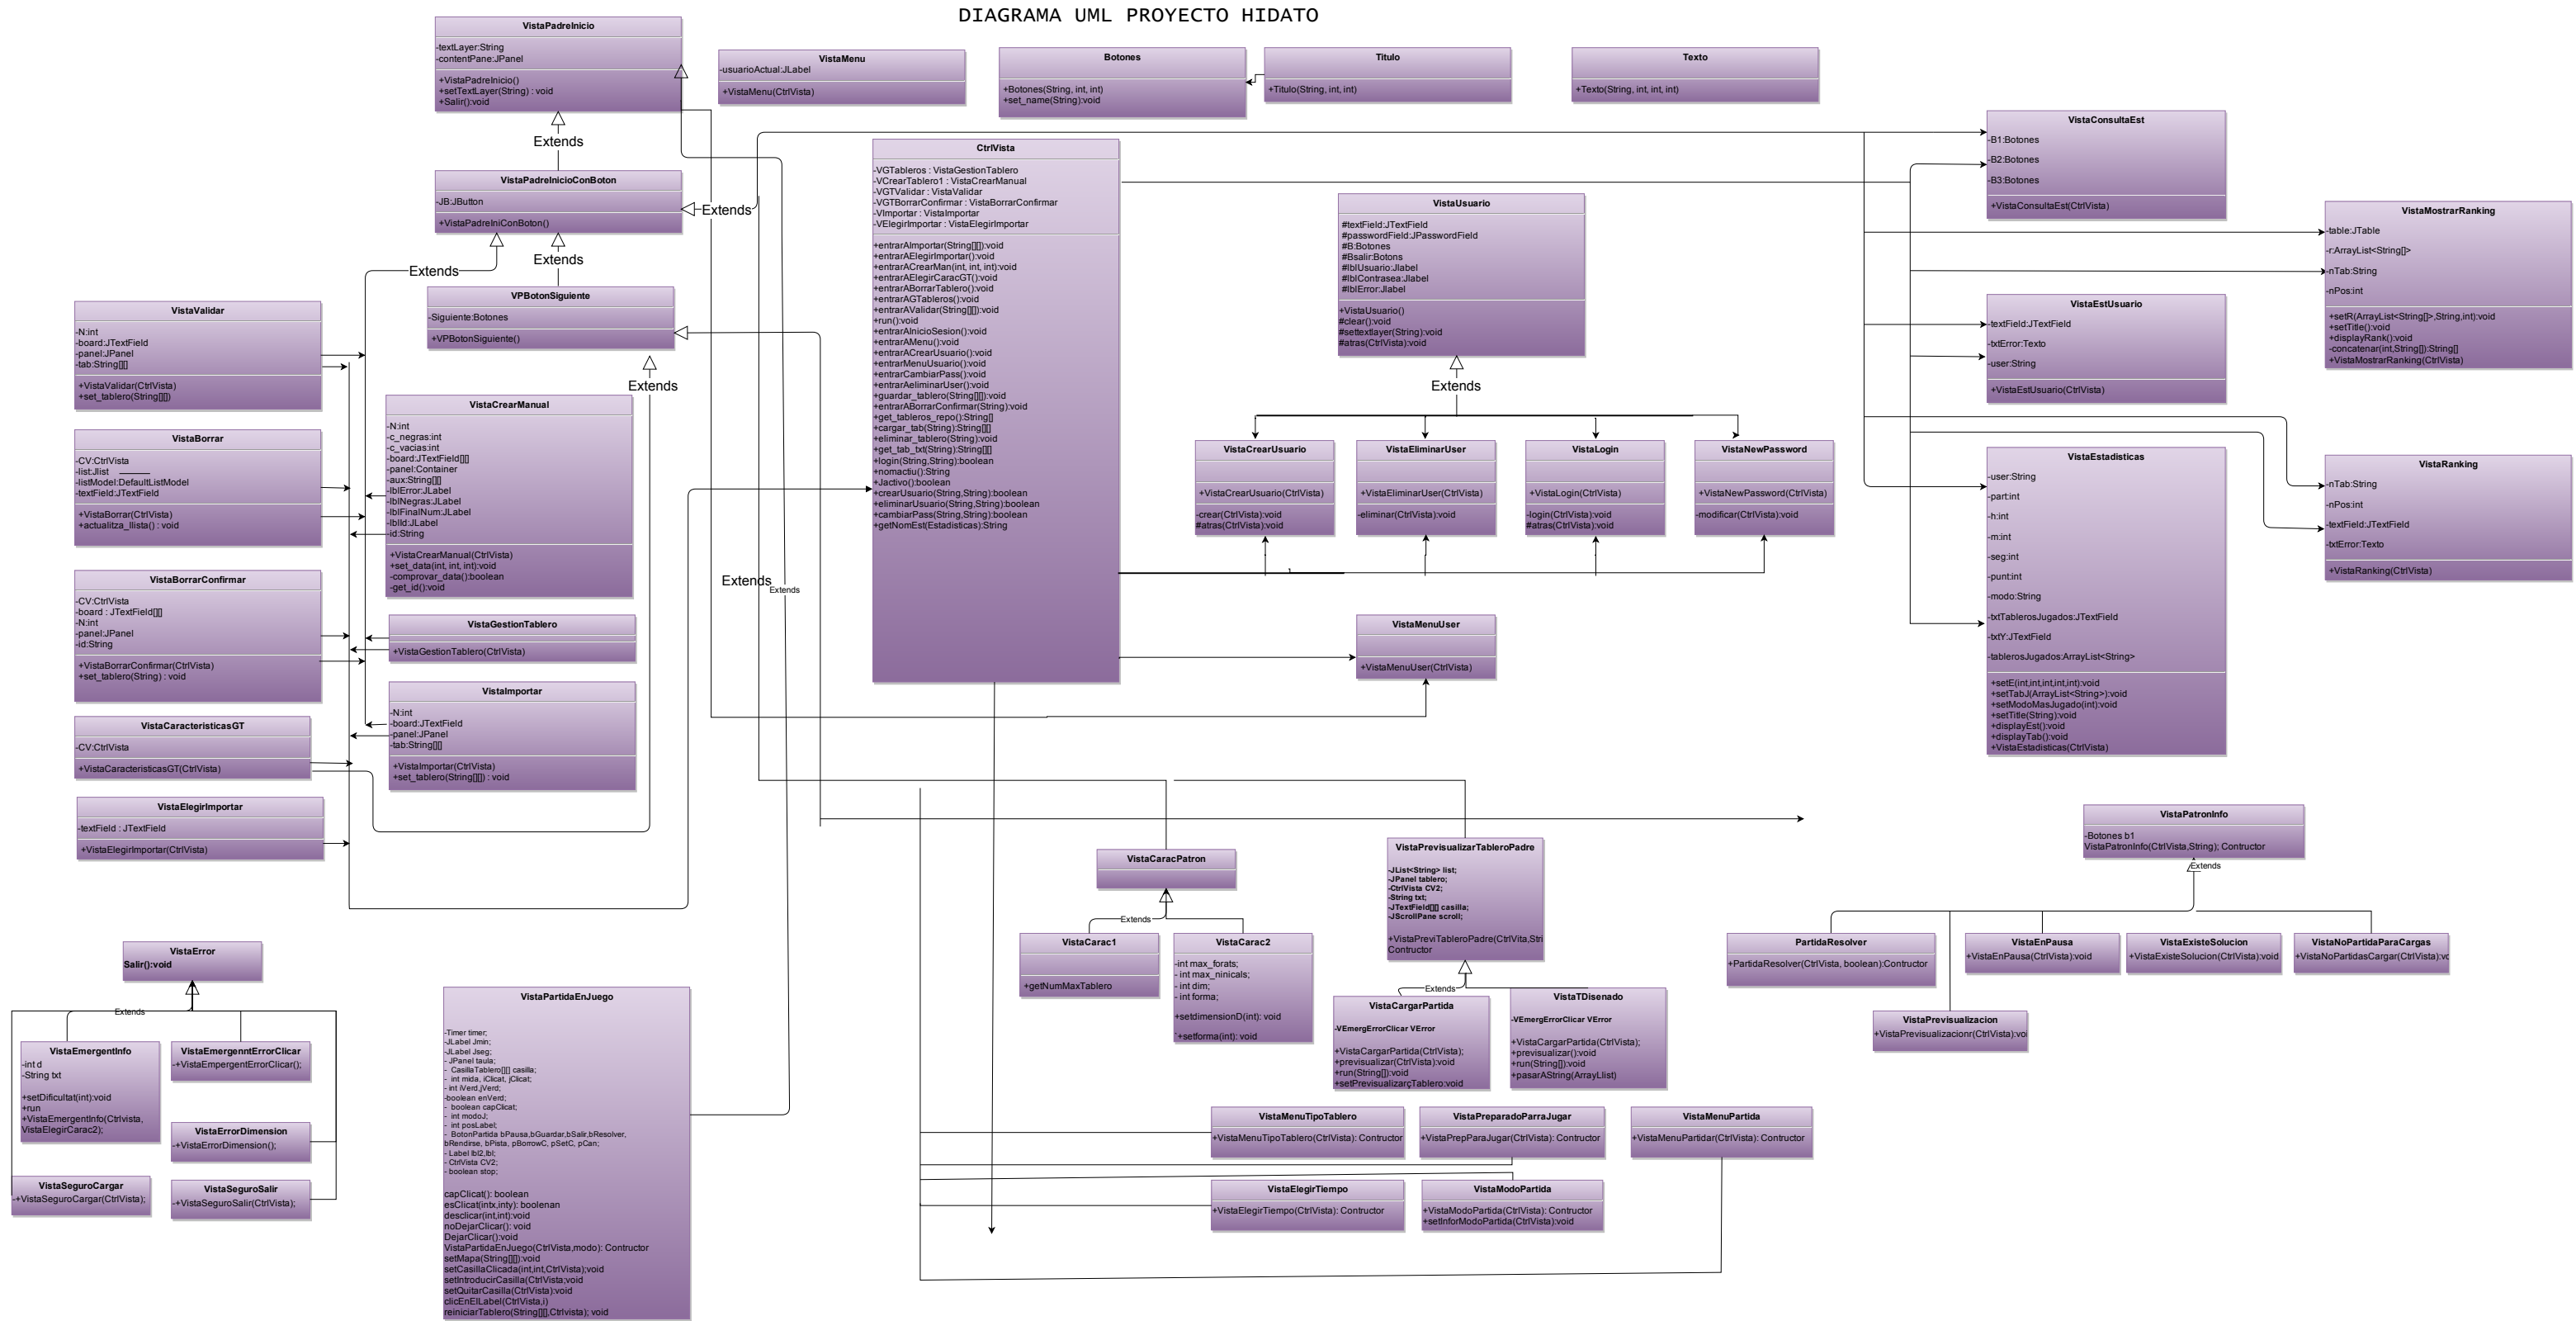 DIAGRAMA UML PROYECTO HIDATO
VistaPadreInicio
-textLayer:String
-contentPane:JPanel
+VistaPadreInicio()
+setTextLayer(String) : void
+Salir():void
Extends
VistaMenu
-usuarioActual:JLabel
+VistaMenu(CtrlVista)
Botones
+Botones(String, int, int)
+set_name(String):void
Titulo
+Titulo(String, int, int)
Texto
+Texto(String, int, int, int)
VistaPadreInicioConBoton
-JB:JButton
+VistaPadreIniConBoton()
Extends
Extends
Extends
VPBotonSiguiente
-Siguiente:Botones
+VPBotonSiguiente()
Extends
VistaValidar
-N:int
-board:JTextField
-panel:JPanel
-tab:String[][]
+VistaValidar(CtrlVista)
+set_tablero(String[][])
VistaBorrar
-CV:CtrlVista
-list:Jlist
-listModel:DefaultListModel
-textField:JTextField
+VistaBorrar(CtrlVista)
+actualitza_llista() : void
VistaBorrarConfirmar
-CV:CtrlVista
-board : JTextField[][]
-N:int
-panel:JPanel
-id:String
+VistaBorrarConfirmar(CtrlVista)
+set_tablero(String) : void
VistaCaracteristicasGT
-CV:CtrlVista
+VistaCaracteristicasGT(CtrlVista)
VistaElegirImportar
-textField : JTextField
+VistaElegirImportar(CtrlVista)
VistaCrearManual
-N:int
-c_negras:int
-c_vacias:int
-board:JTextField[][]
-panel:Container
-aux:String[][]
-lblError:JLabel
-lblNegras:JLabel
-lblFinalNum:JLabel
-lblId:JLabel
-id:String
+VistaCrearManual(CtrlVista)
+set_data(int, int, int):void
-comprovar_data():boolean
-get_id():void
VistaGestionTablero
+VistaGestionTablero(CtrlVista)
VistaImportar
-N:int
-board:JTextField
-panel:JPanel
-tab:String[][]
+VistaImportar(CtrlVista)
+set_tablero(String[][]) : void
Extends
Extends
CtrlVista
-VGTableros : VistaGestionTablero
-VCrearTablero1 : VistaCrearManual
-VGTValidar : VistaValidar
-VGTBorrarConfirmar : VistaBorrarConfirmar
-VImportar : VistaImportar
-VElegirImportar : VistaElegirImportar
+entrarAImportar(String[][]):void
+entrarAElegirImportar():void
+entrarACrearMan(int, int, int):void
+entrarAElegirCaracGT():void
+entrarABorrarTablero():void
+entrarAGTableros():void
+entrarAValidar(String[][]):void
+run():void
+entrarAInicioSesion():void
+entrarAMenu():void
+entrarACrearUsuario():void
+entrarMenuUsuario():void
+entrarCambiarPass():void
+entrarAeliminarUser():void
+guardar_tablero(String[][]):void
+entrarABorrarConfirmar(String):void
+get_tableros_repo():String[]
+cargar_tab(String):String[][]
+eliminar_tablero(String):void
+get_tab_txt(String):String[][]
+login(String,String):boolean
+nomactiu():String
+Jactivo():boolean
+crearUsuario(String,String):boolean
+eliminarUsuario(String,String):boolean
+cambiarPass(String,String):boolean
+getNomEst(Estadisticas):String
VistaUsuario
#textField:JTextField
#passwordField:JPasswordField
#B:Botones
#Bsalir:Botons
#lblUsuario:Jlabel
#lblContrasea:Jlabel
#lblError:Jlabel
+VistaUsuario()
#clear():void
#settextlayer(String):void
#atras(CtrlVista):void
Extends
VistaCrearUsuario
+VistaCrearUsuario(CtrlVista)
-crear(CtrlVista):void
#atras(CtrlVista):void
VistaEliminarUser
+VistaEliminarUser(CtrlVista)
-eliminar(CtrlVista):void
VistaLogin
+VistaLogin(CtrlVista)
-login(CtrlVista):void
#atras(CtrlVista):void
VistaNewPassword
+VistaNewPassword(CtrlVista)
-modificar(CtrlVista):void
1
VistaMenuUser
+VistaMenuUser(CtrlVista)
VistaConsultaEst
-B1:Botones
-B2:Botones
-B3:Botones
+VistaConsultaEst(CtrlVista)
VistaMostrarRanking
-table:JTable
-r:ArrayList<String[]>
-nTab:String
-nPos:int
+setR(ArrayList<String[]>,String,int):void
+setTitle():void
+displayRank():void
-concatenar(int,String[]):String[]
+VistaMostrarRanking(CtrlVista)
VistaEstUsuario
-textField:JTextField
-txtError:Texto
-user:String
+VistaEstUsuario(CtrlVista)
VistaEstadisticas
-user:String
-part:int
-h:int
-m:int
-seg:int
-punt:int
-modo:String
-txtTablerosJugados:JTextField
-txtY:JTextField
-tablerosJugados:ArrayList<String>
+setE(int,int,int,int,int):void
+setTabJ(ArrayList<String>):void
+setModoMasJugado(int):void
+setTitle(String):void
+displayEst():void
+displayTab():void
+VistaEstadisticas(CtrlVista)
VistaRanking
-nTab:String
-nPos:int
-textField:JTextField
-txtError:Texto
+VistaRanking(CtrlVista)
VistaError
Salir():void
Extends
VistaEmergentInfo
-int d
-String txt
+setDificultat(int):void
+run
+VistaEmergentInfo(Ctrlvista,
VistaElegirCarac2);
VistaEmergenntErrorClicar
-+VistaEmpergentErrorClicar();
VistaErrorDimension
-+VistaErrorDimension();
VistaSeguroCargar
-+VistaSeguroCargar(CtrlVista);
VistaSeguroSalir
-+VistaSeguroSalir(CtrlVista);
VistaPartidaEnJuego
-Timer timer;
-JLabel Jmin;
-JLabel Jseg;
- JPanel taula;
- CasillaTablero[][] casilla;
- int mida, iClicat, jClicat;
- int iVerd,jVerd;
-boolean enVerd;
- boolean capClicat;
- int modoJ;
- int posLabel;
- BotonPartida bPausa,bGuardar,bSalir,bResolver,
bRendirse, bPista, pBorrowC, pSetC, pCan;
- Label lbl2,lbl;
- CtrlVista CV2;
- boolean stop;
capClicat(): boolean
esClicat(intx,inty): boolenan
desclicar(int,int):void
noDejarClicar(): void
DejarClicar():void
VistaPartidaEnJuego(CtrlVista,modo): Contructor
setMapa(String[][]):void
setCasillaClicada(int,int,CtrlVista);void
setIntroducirCasilla(CtrlVista;void
setQuitarCasilla(CtrlVista):void
clicEnElLabel(CtrlVista,i)
reiniciarTablero(String[][],Ctrlvista); void
VistaCaracPatron
Extends
VistaCarac1
+getNumMaxTablero
VistaCarac2
-int max_forats;
- int max_ninicals;
- int dim;
- int forma;
+setdimensionD(int): void
`+setforma(int): void
VistaPrevisualizarTableroPadre
-JList<String> list;
-JPanel tablero;
-CtrlVista CV2;
-String txt;
-JTextField[][] casilla;
-JScrollPane scroll;
+VistaPreviTableroPadre(CtrlVita,Stri
Contructor
Extends
VistaCargarPartida
-VEmergErrorClicar VError
+VistaCargarPartida(CtrlVista);
+previsualizar(CtrlVista):void
+run(String[]):void
+setPrevisualizarçTablero:void
VistaTDisenado
-VEmergErrorClicar VError
+VistaCargarPartida(CtrlVista);
+previsualizar():void
+run(String[]):void
+pasarAString(ArrayLlist)
VistaMenuTipoTablero
+VistaMenuTipoTablero(CtrlVista): Contructor
VistaPreparadoParraJugar
+VistaPrepParaJugar(CtrlVista): Contructor
VistaMenuPartida
+VistaMenuPartidar(CtrlVista): Contructor
VistaElegirTiempo
+VistaElegirTiempo(CtrlVista): Contructor
VistaModoPartida
+VistaModoPartida(CtrlVista): Contructor
+setInforModoPartida(CtrlVista):void
VistaPatronInfo
-Botones b1
VistaPatronInfo(CtrlVista,String); Contructor
Extends
PartidaResolver
+PartidaResolver(CtrlVista, boolean):Contructor
VistaEnPausa
+VistaEnPausa(CtrlVista):void
VistaExisteSolucion
+VistaExisteSolucion(CtrlVista):void
VistaNoPartidaParaCargas
+VistaNoPartidasCargar(CtrlVista):vo
VistaPrevisualizacion
+VistaPrevisualizacionr(CtrlVista):voi